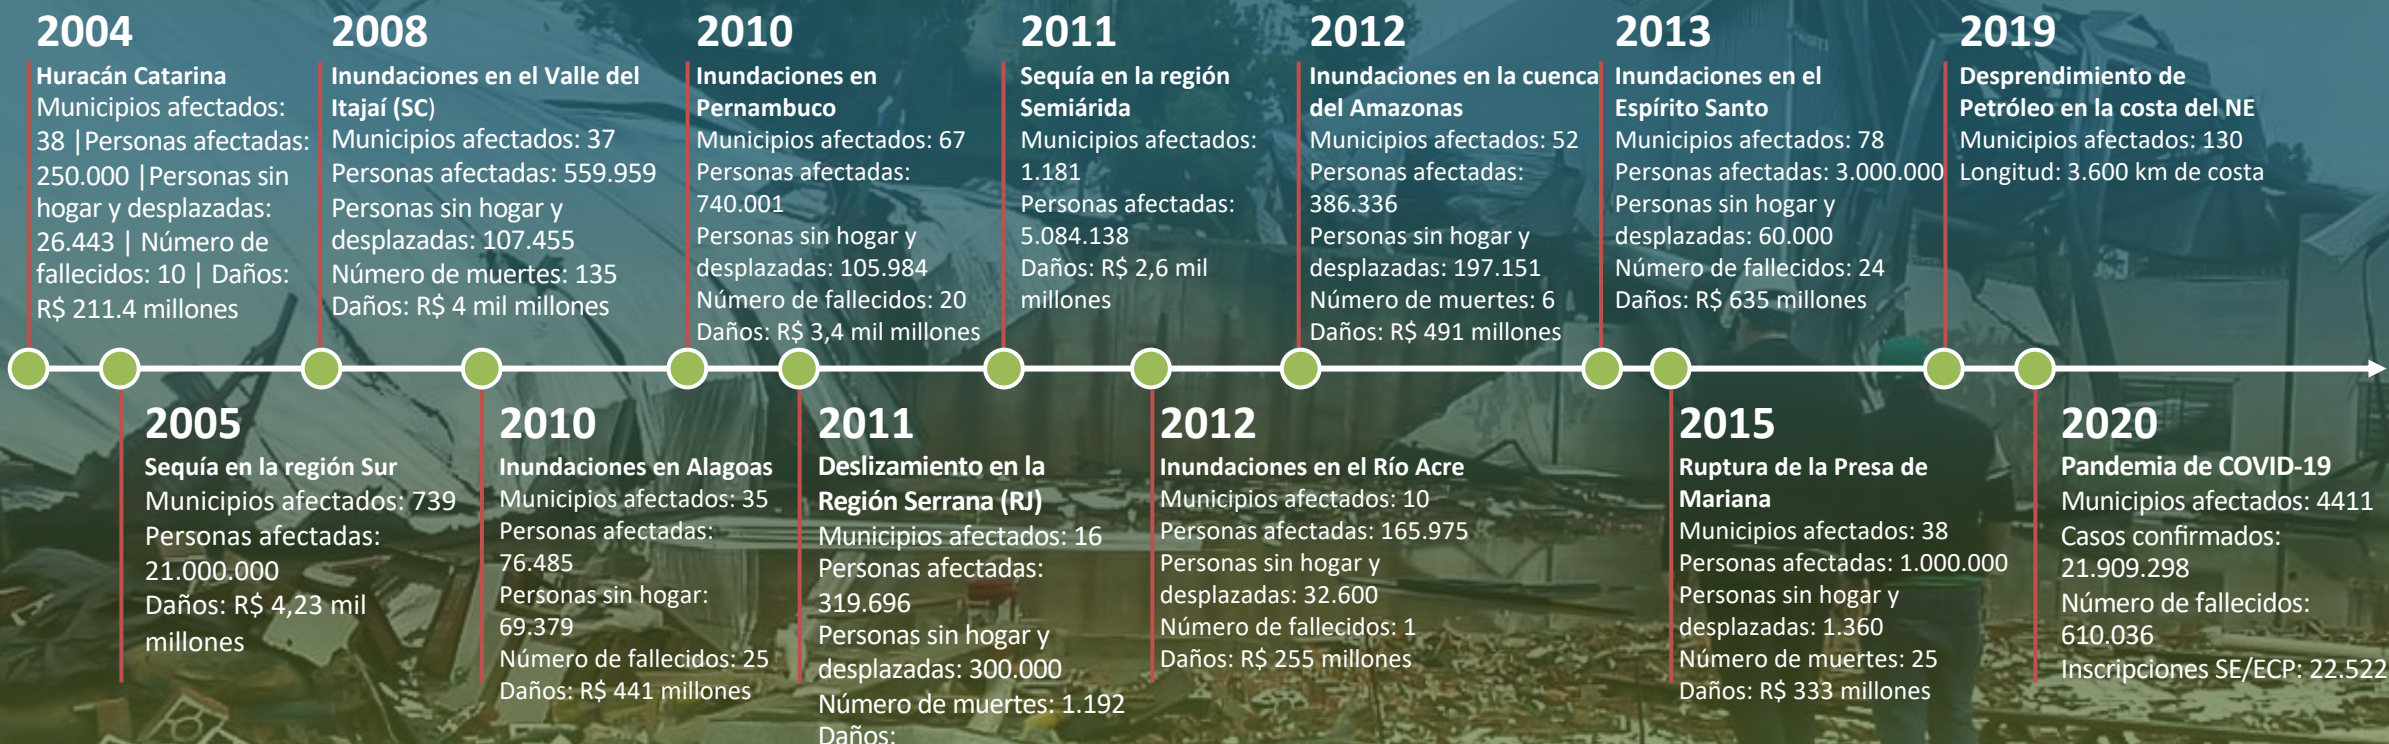 2004
Huracán Catarina
Municipios afectados:
38 |Personas afectadas:
250.000 |Personas sin
hogar y desplazadas:
26.443 | Número de
fallecidos: 10 | Daños:
R$ 211.4 millones
2008
Inundaciones en el Valle del
Itajaí (SC)
Municipios afectados: 37
Personas afectadas: 559.959
Personas sin hogar y
desplazadas: 107.455
Número de muertes: 135
Daños: R$ 4 mil millones
2010
Inundaciones en
Pernambuco
Municipios afectados: 67
Personas afectadas:
740.001
Personas sin hogar y
desplazadas: 105.984
Número de fallecidos: 20
Daños: R$ 3,4 mil millones
2011
Sequía en la región
Semiárida
Municipios afectados:
1.181
Personas afectadas:
5.084.138
Daños: R$ 2,6 mil
millones
2012
Inundaciones en la cuenca
del Amazonas
Municipios afectados: 52
Personas afectadas:
386.336
Personas sin hogar y
desplazadas: 197.151
Número de muertes: 6
Daños: R$ 491 millones
2013
Inundaciones en el
Espírito Santo
Municipios afectados: 78
Personas afectadas: 3.000.000
Personas sin hogar y
desplazadas: 60.000
Número de fallecidos: 24
Daños: R$ 635 millones
2019
Desprendimiento de
Petróleo en la costa del NE
Municipios afectados: 130
Longitud: 3.600 km de costa
2005
Sequía en la región Sur
Municipios afectados: 739
Personas afectadas:
21.000.000
Daños: R$ 4,23 mil
millones
2010
Inundaciones en Alagoas
Municipios afectados: 35
Personas afectadas:
76.485
Personas sin hogar:
69.379
Número de fallecidos: 25
Daños: R$ 441 millones
2011
Deslizamiento en la
Región Serrana (RJ)
Municipios afectados: 16
Personas afectadas:
319.696
Personas sin hogar y
desplazadas: 300.000
Número de muertes: 1.192
Daños:
2012
Inundaciones en el Río Acre
Municipios afectados: 10
Personas afectadas: 165.975
Personas sin hogar y
desplazadas: 32.600
Número de fallecidos: 1
Daños: R$ 255 millones
2015
Ruptura de la Presa de
Mariana
Municipios afectados: 38
Personas afectadas: 1.000.000
Personas sin hogar y
desplazadas: 1.360
Número de muertes: 25
Daños: R$ 333 millones
2020
Pandemia de COVID-19
Municipios afectados: 4411
Casos confirmados:
21.909.298
Número de fallecidos:
610.036
Inscripciones SE/ECP: 22.522